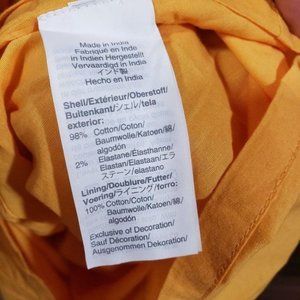 Made in India
Fabriqué en Inde
In Indien Hergestellt
Vervaardigd in India
インド製
Hecho en India
Shell/Extérieur/Oberstoff/
Buitenkant/シェル/tela
exterior:
98% Cotton/Coton/
Baumwolle/Katoen/綿/
algodón
2% Elastane/Élasthanne/
Elastan/Elastaan/エラ
ステーン/elastano
Lining/Doublure/Futter/
Voering/ライニング/forro:
100% Cotton/Coton/
Baumwolle/Katoen/綿/
algodón
Exclusive of Decoration/
Sauf Décoration/
Ausgenommen Dekoration/